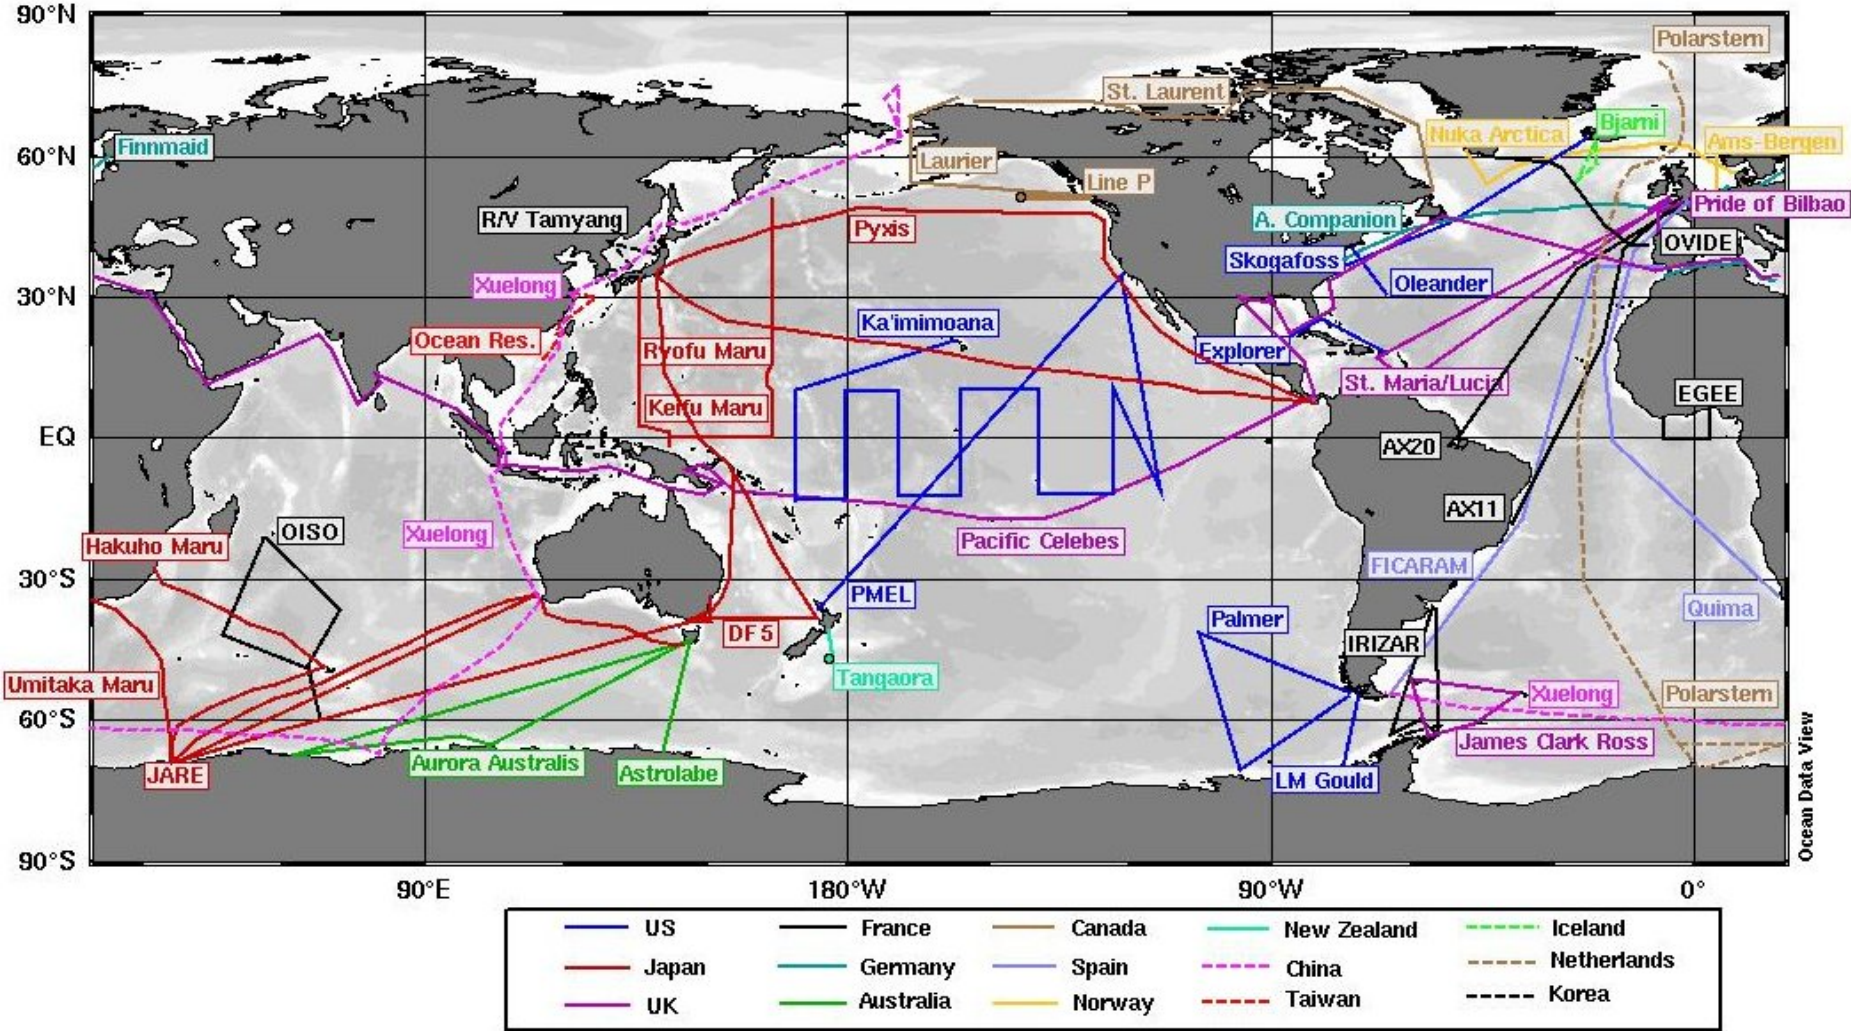 90°N
Polarstern
St. Laurent
Bjarni
Nuka Arctica
Ams-Bergen
Finnmaid
60°N
Laurier
Line P
Pride of Bilbao
R/V Tamyang
A. Companion
Pyxis
OVIDE
Skogafoss
Xuelong
Oleander
30°N
Ka'imimoana
Ocean Res.
Ryofu Maru
Explorer
St. Maria/Lucia
EGEE
Keifu Maru
EQ
AX20
AX11
OISO
Xuelong
Hakuho Maru
Pacific Celebes
FICARAM
30°S
PMEL
Quima
Palmer
DF 5
IRIZAR
Tangaora
Umitaka Maru
Xuelong
Polarstern
60°S
James Clark Ross
Aurora Australis
JARE
Astrolabe
LM Gould
Ocean Data View
90°S
90°E
180°W
90°W
0°
US
France
Canada
New Zealand
Iceland
Japan
Germany
Spain
China
Netherlands
UK
Australia
Norway
Taiwan
Korea